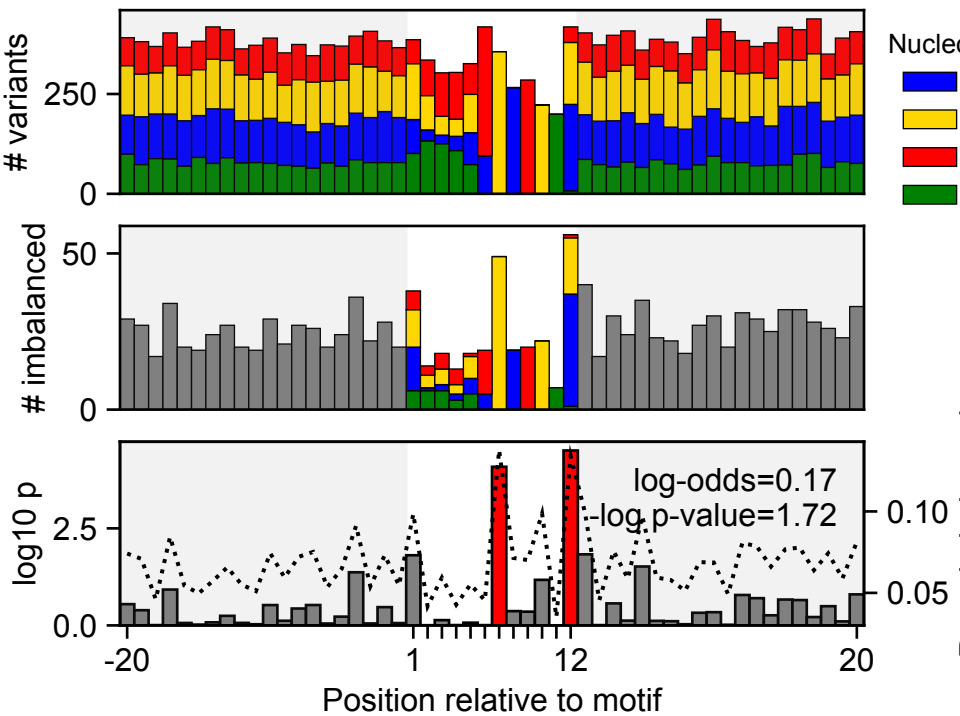 # variants
250
0
Nucleo
# imbalanced
50
0
log10 p
2.5
0.0
log-odds=0.17
-log p-value=1.72
0.10
0.05
-20
1
12
20
Position relative to motif